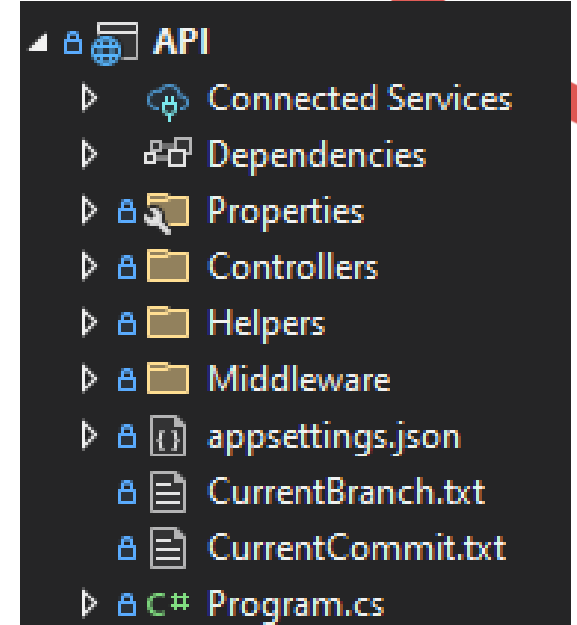 API
Connected Services
Dependencies
Properties
Controllers
Helpers
Middleware
appsettings.json
CurrentBranch.txt
CurrentCommit.txt
C# Program.cs